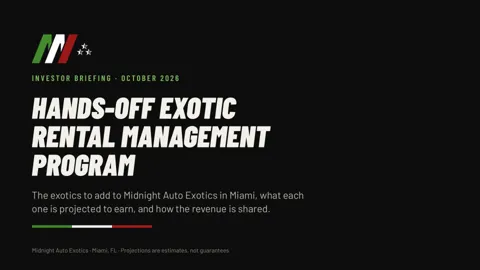 INVESTOR BRIEFING · OCTOBER 2026
HANDS-OFF EXOTIC
RENTAL MANAGEMENT
PROGRAM
The exotics to add to Midnight Auto Exotics in Miami, what each
one is projected to earn, and how the revenue is shared.
Midnight Auto Exotics · Miami, FL · Projections are estimates, not guarantees